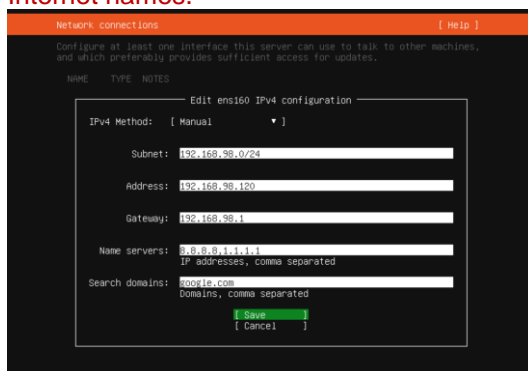 Internet names.
Network connections [ Help ]
Configure at least one interface this server can use to talk to other machines,
and which preferably provides sufficient access for updates.
NAME TYPE NOTES
Edit ens160 IPv4 configuration
IPv4 Method: [ Manual ▾ ]
Subnet: 192.168.98.0/24
Address: 192.168.98.120
Gateway: 192.168.98.1
Name servers: 8.8.8.8,1.1.1.1
IP addresses, comma separated
Search domains: google.com
Domains, comma separated
[ Save ]
[ Cancel ]